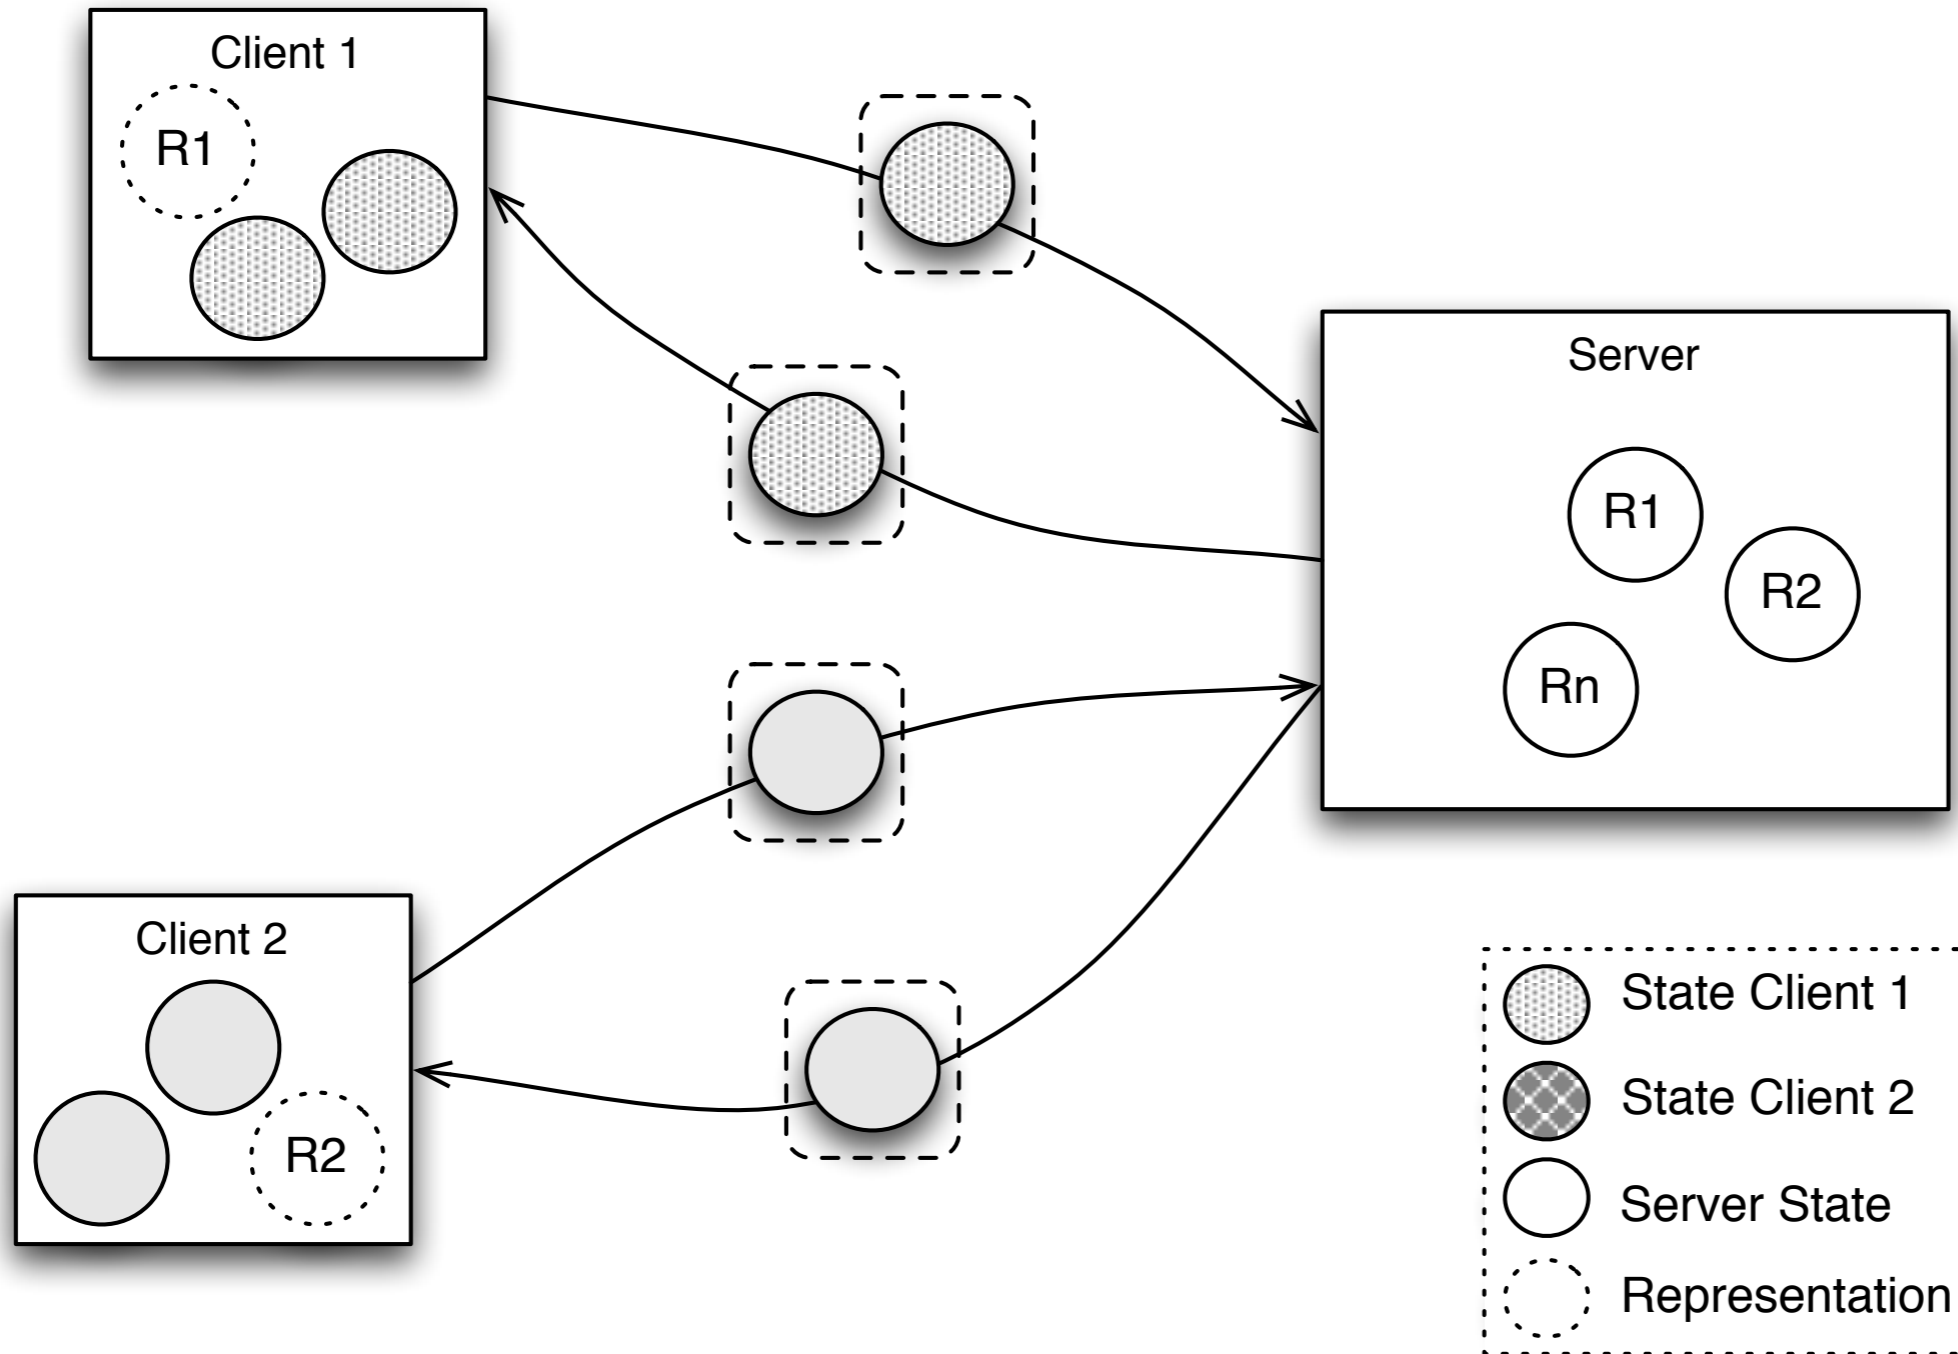 Client 1
R1
Server
R1
R2
Rn
Client 2
R2
State Client 1
State Client 2
Server State
Representation